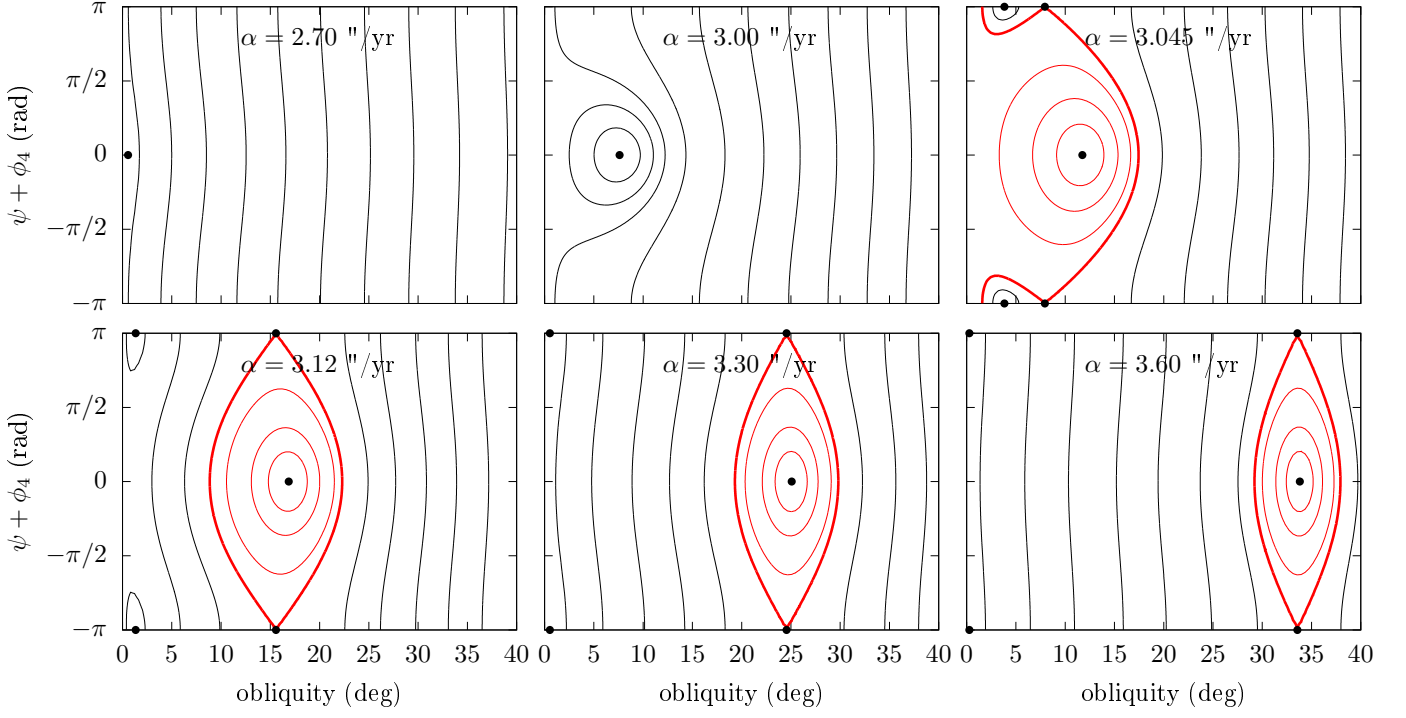 α = 2.70 "/yr
α = 3.00 "/yr
α = 3.045 "/yr
π
π/2
0
−π/2
−π
ψ + ϕ₄ (rad)
α = 3.12 "/yr
α = 3.30 "/yr
α = 3.60 "/yr
π
π/2
0
−π/2
−π
ψ + ϕ₄ (rad)
0 5 10 15 20 25 30 35 40
0 5 10 15 20 25 30 35 40
5 10 15 20 25 30 35 40
obliquity (deg)
obliquity (deg)
obliquity (deg)